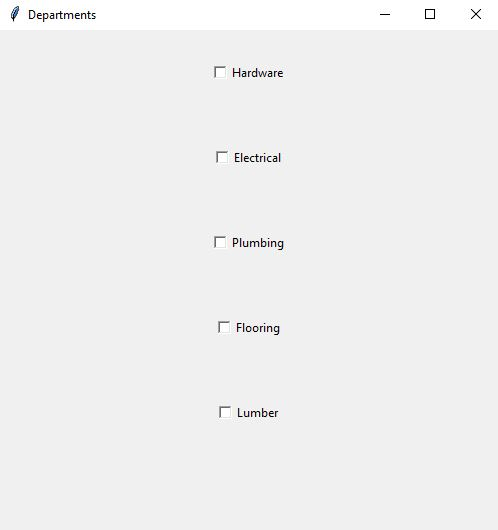 Departments
Hardware
Electrical
Plumbing
Flooring
Lumber